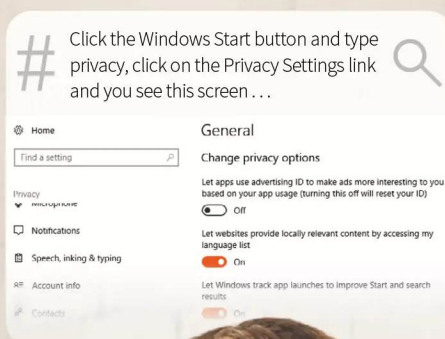 #
Click the Windows Start button and type
privacy, click on the Privacy Settings link
and you see this screen . . .
Home
Find a setting
Privacy
Microphone
Notifications
Speech, inking & typing
Account info
Contacts
General
Change privacy options
Let apps use advertising ID to make ads more interesting to you
based on your app usage (turning this off will reset your ID)
Off
Let websites provide locally relevant content by accessing my
language list
On
Let Windows track app launches to improve Start and search
results
On